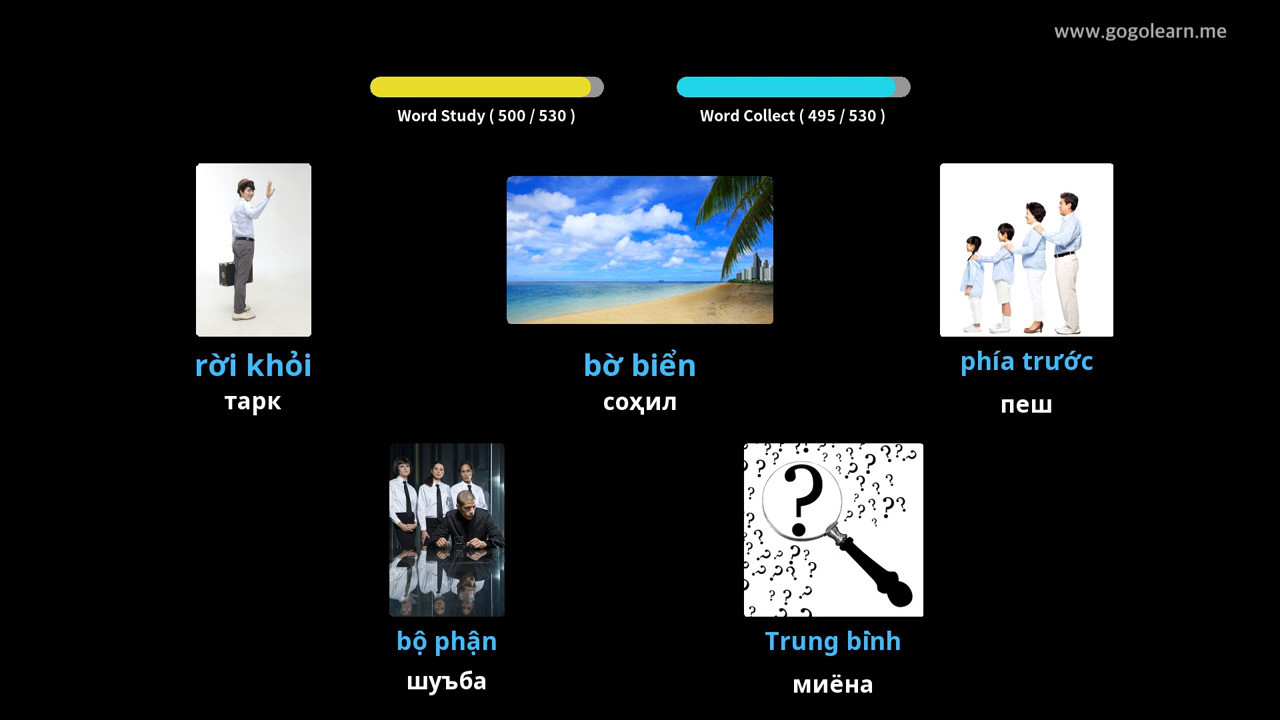 www.gogolearn.me
Word Study ( 500 / 530 )
Word Collect ( 495 / 530 )
rời khỏi
тарк
bờ biển
соҳил
phía trước
пеш
bộ phận
шуъба
Trung bình
миёна